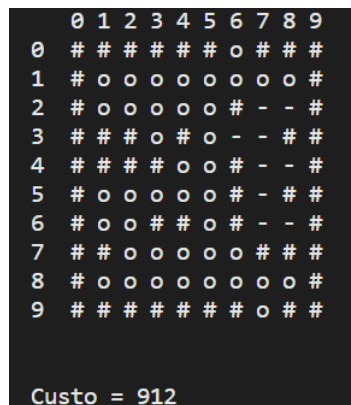 0 1 2 3 4 5 6 7 8 9
0 # # # # # # o # # #
1 # o o o o o o o o #
2 # o o o o o # - - #
3 # # # o # o - - # #
4 # # # # o o # - - #
5 # o o o o o # - # #
6 # o o # # o # - - #
7 # # o o o o o # # #
8 # o o o o o o o o #
9 # # # # # # # o # #
Custo = 912